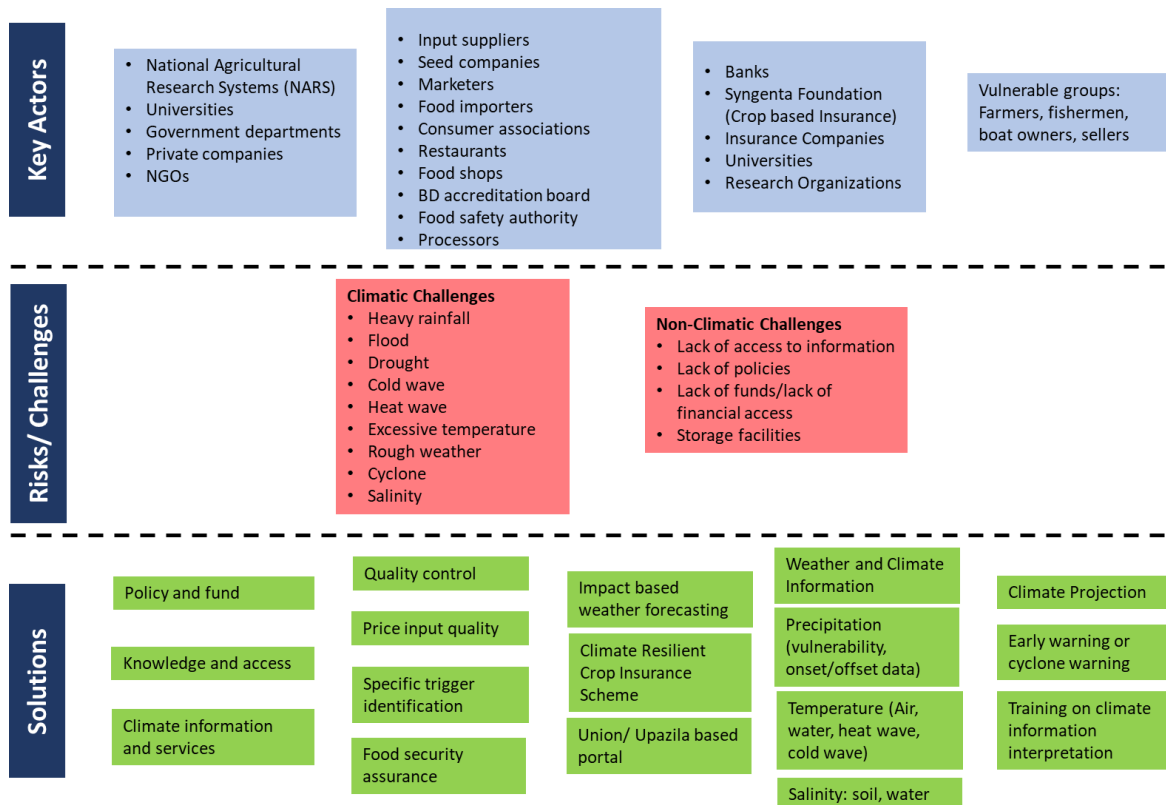 Key Actors
• National Agricultural
Research Systems (NARS)
• Universities
• Government departments
• Private companies
• NGOs
• Input suppliers
• Seed companies
• Marketers
• Food importers
• Consumer associations
• Restaurants
• Food shops
• BD accreditation board
• Food safety authority
• Processors
• Banks
• Syngenta Foundation
(Crop based Insurance)
• Insurance Companies
• Universities
• Research Organizations
Vulnerable groups:
Farmers, fishermen,
boat owners, sellers
Risks/ Challenges
Climatic Challenges
• Heavy rainfall
• Flood
• Drought
• Cold wave
• Heat wave
• Excessive temperature
• Rough weather
• Cyclone
• Salinity
Non-Climatic Challenges
• Lack of access to information
• Lack of policies
• Lack of funds/lack of
financial access
• Storage facilities
Solutions
Policy and fund
Knowledge and access
Climate information
and services
Quality control
Price input quality
Specific trigger
identification
Food security
assurance
Impact based
weather forecasting
Climate Resilient
Crop Insurance
Scheme
Union/ Upazila based
portal
Weather and Climate
Information
Precipitation
(vulnerability,
onset/offset data)
Temperature (Air,
water, heat wave,
cold wave)
Salinity: soil, water
Climate Projection
Early warning or
cyclone warning
Training on climate
information
interpretation